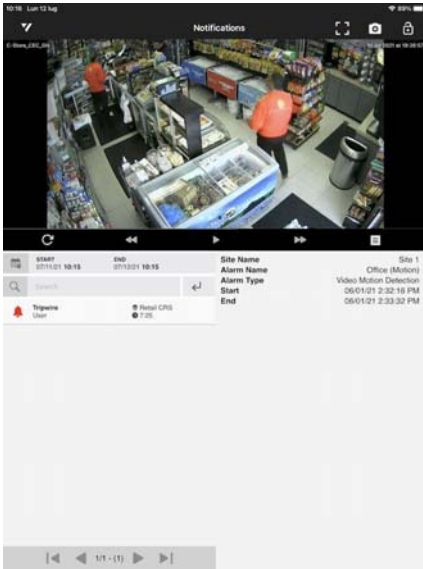 10:16 Lun 12 lug
89%
Notifications
START
07/11/21 10:15
END
07/12/21 10:15
Search
Tripwire
User
Retail CRS
7:25
Site Name Site 1
Alarm Name Office (Motion)
Alarm Type Video Motion Detection
Start 06/01/21 2:32:16 PM
End 06/01/21 2:33:32 PM
1/1 - (1)